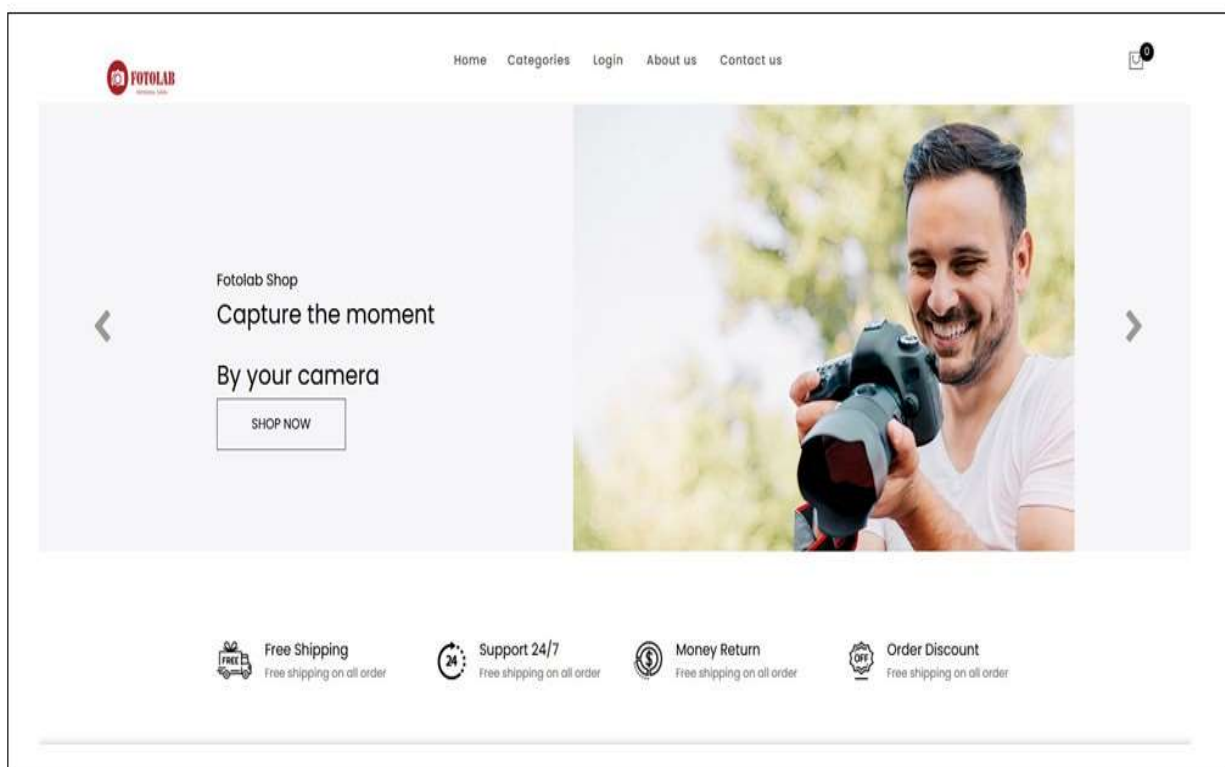 FOTOLAB
Home Categories Login About us Contact us
0
Fotolab Shop
Capture the moment
By your camera
SHOP NOW
FREE
Free Shipping
Free shipping on all order
24
Support 24/7
Free shipping on all order
$
Money Return
Free shipping on all order
OFF
Order Discount
Free shipping on all order